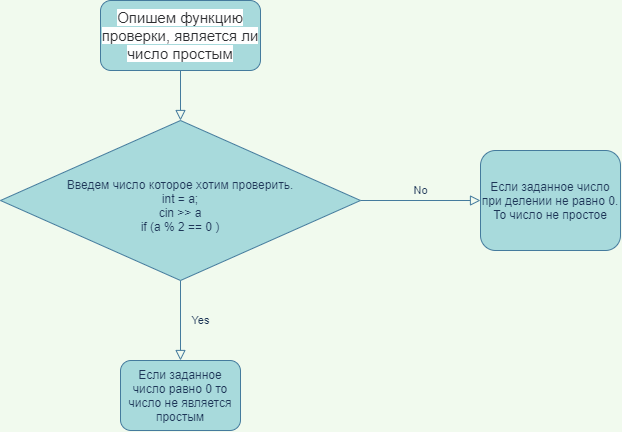 Опишем функцию
проверки, является ли
число простым
Введем число которое хотим проверить.
int = a;
cin >> a
if (a % 2 == 0 )
No
Если заданное число
при делении не равно 0.
То число не простое
Yes
Если заданное
число равно 0 то
число не является
простым